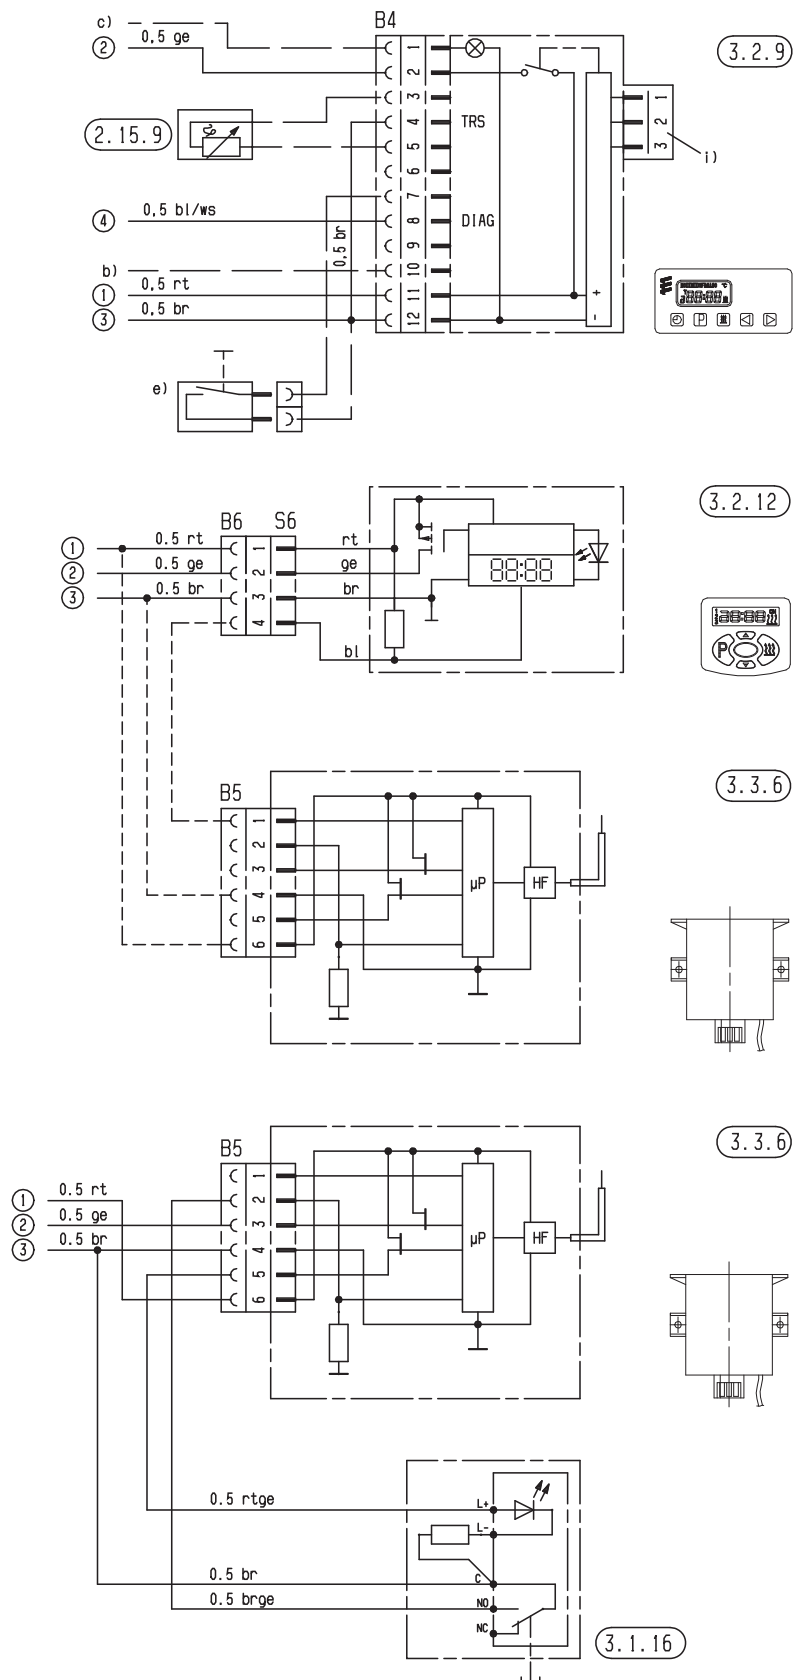 c)
B4
② 0,5 ge
1
2
3.2.9
3
1
2.15.9
4
TRS
2
5
3
i)
6
7
④ 0,5 bl/ws
8
DIAG
0,5 br
9
b)
10
① 0,5 rt
11
+
③ 0,5 br
12
-
P
e)
3.2.12
B6 S6
① 0.5 rt
1
rt
② 0.5 ge
2
ge
88:88
③ 0.5 br
3
br
4
bl
P
B5
3.3.6
1
2
3
µP
HF
4
5
6
B5
3.3.6
1
① 0.5 rt
2
② 0.5 ge
3
µP
HF
③ 0.5 br
4
5
6
0.5 rtge
L+
L-
0.5 br
C
0.5 brge
NO
NC
3.1.16